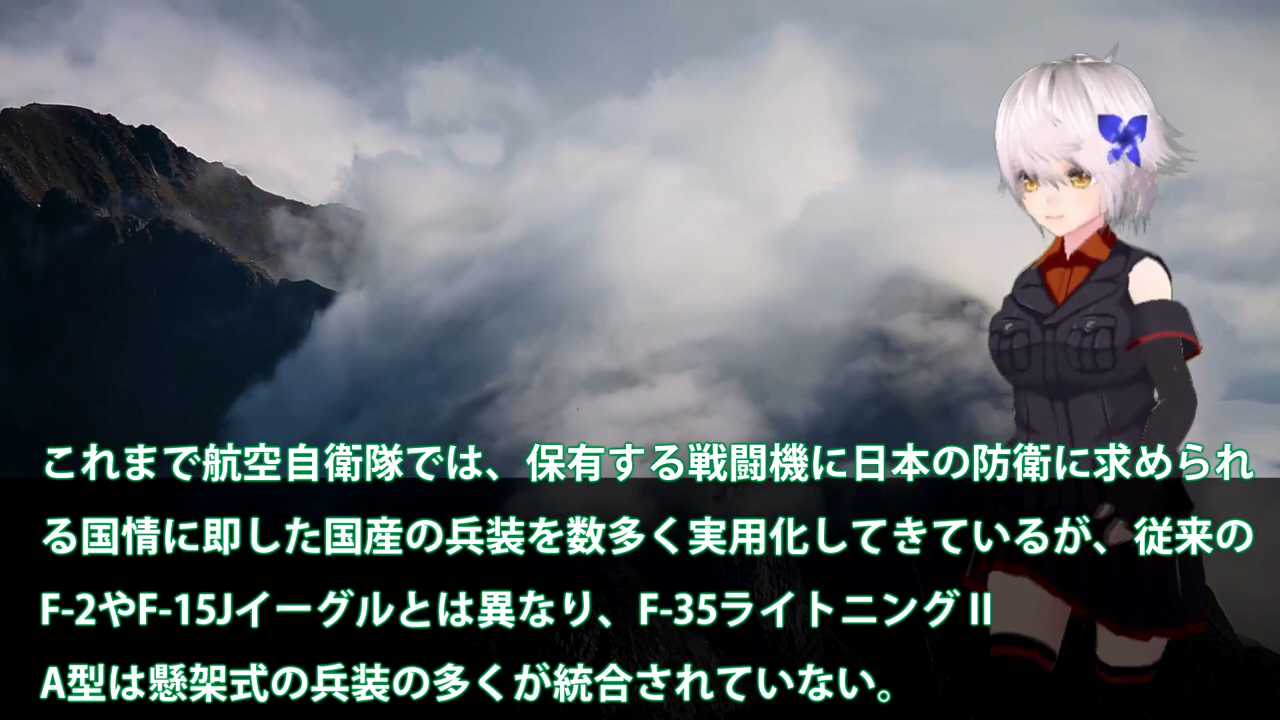 これまで航空自衛隊では、保有する戦闘機に日本の防衛に求められ
る国情に即した国産の兵装を数多く実用化してきているが、従来の
F-2やF-15Jイーグルとは異なり、F-35ライトニングⅡ
A型は懸架式の兵装の多くが統合されていない。